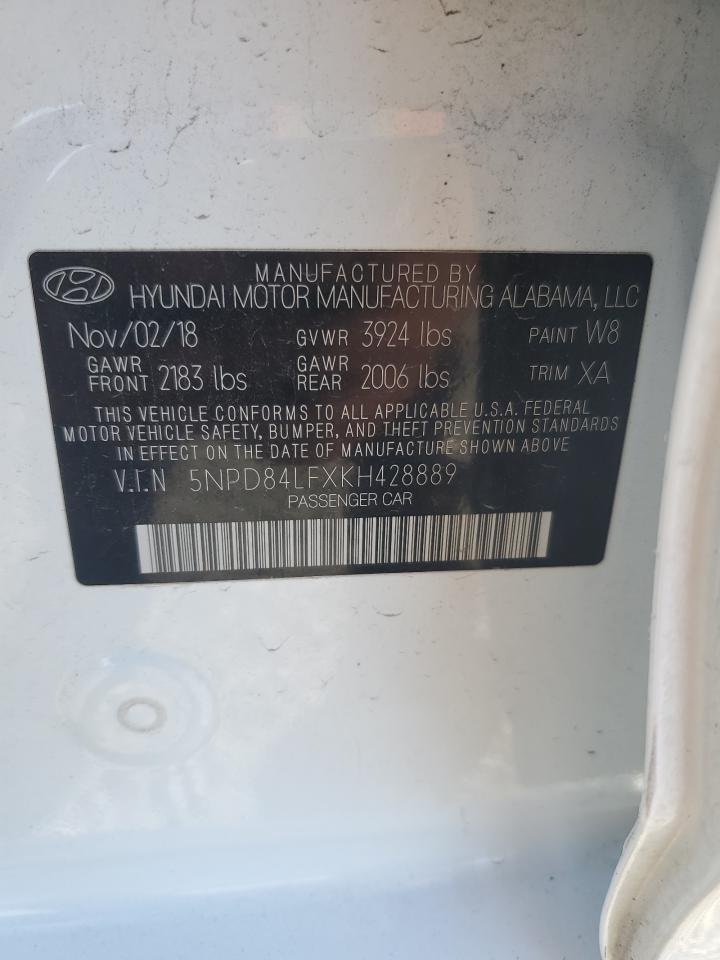 MANUFACTURED BY
HYUNDAI MOTOR MANUFACTURING ALABAMA, LLC
Nov/02/18 GVWR 3924 lbs PAINT W8
GAWR FRONT 2183 lbs GAWR REAR 2006 lbs TRIM XA
THIS VEHICLE CONFORMS TO ALL APPLICABLE U.S.A. FEDERAL
MOTOR VEHICLE SAFETY, BUMPER, AND THEFT PREVENTION STANDARDS
IN EFFECT ON THE DATE OF MANUFACTURE SHOWN ABOVE
V.I.N 5NPD84LFXKH428889
PASSENGER CAR